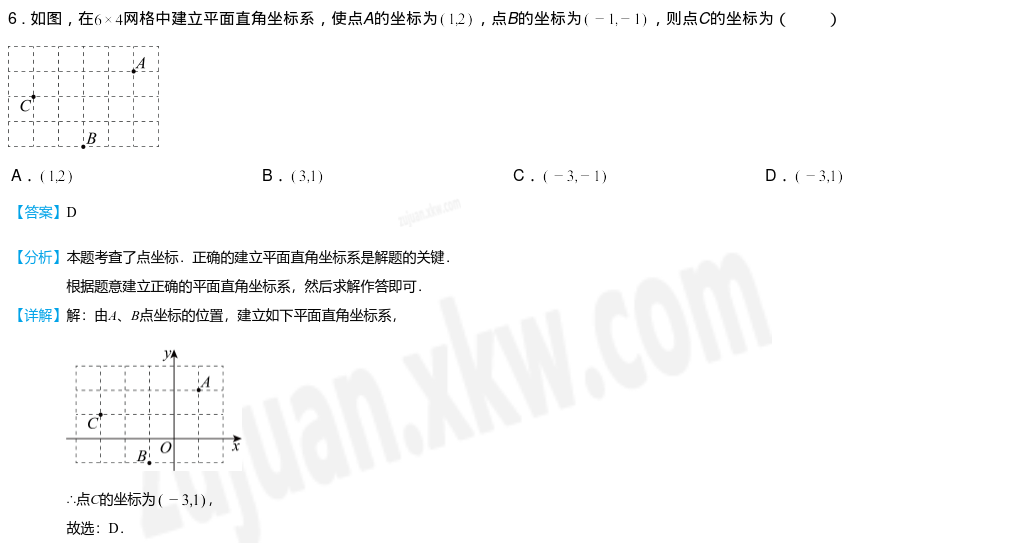 6．如图，在6×4网格中建立平面直角坐标系，使点A的坐标为(1,2)，点B的坐标为(－1,－1)，则点C的坐标为（　　）
A
C
B
A．(1,2)　B．(3,1)　C．(－3,－1)　D．(－3,1)
【答案】D
zujuan.xkw.com
【分析】本题考查了点坐标．正确的建立平面直角坐标系是解题的关键．
根据题意建立正确的平面直角坐标系，然后求解作答即可．
【详解】解：由A、B点坐标的位置，建立如下平面直角坐标系，
y
A
C
B O x
zujuan.xkw.com
∴点C的坐标为(－3,1)，
故选：D．